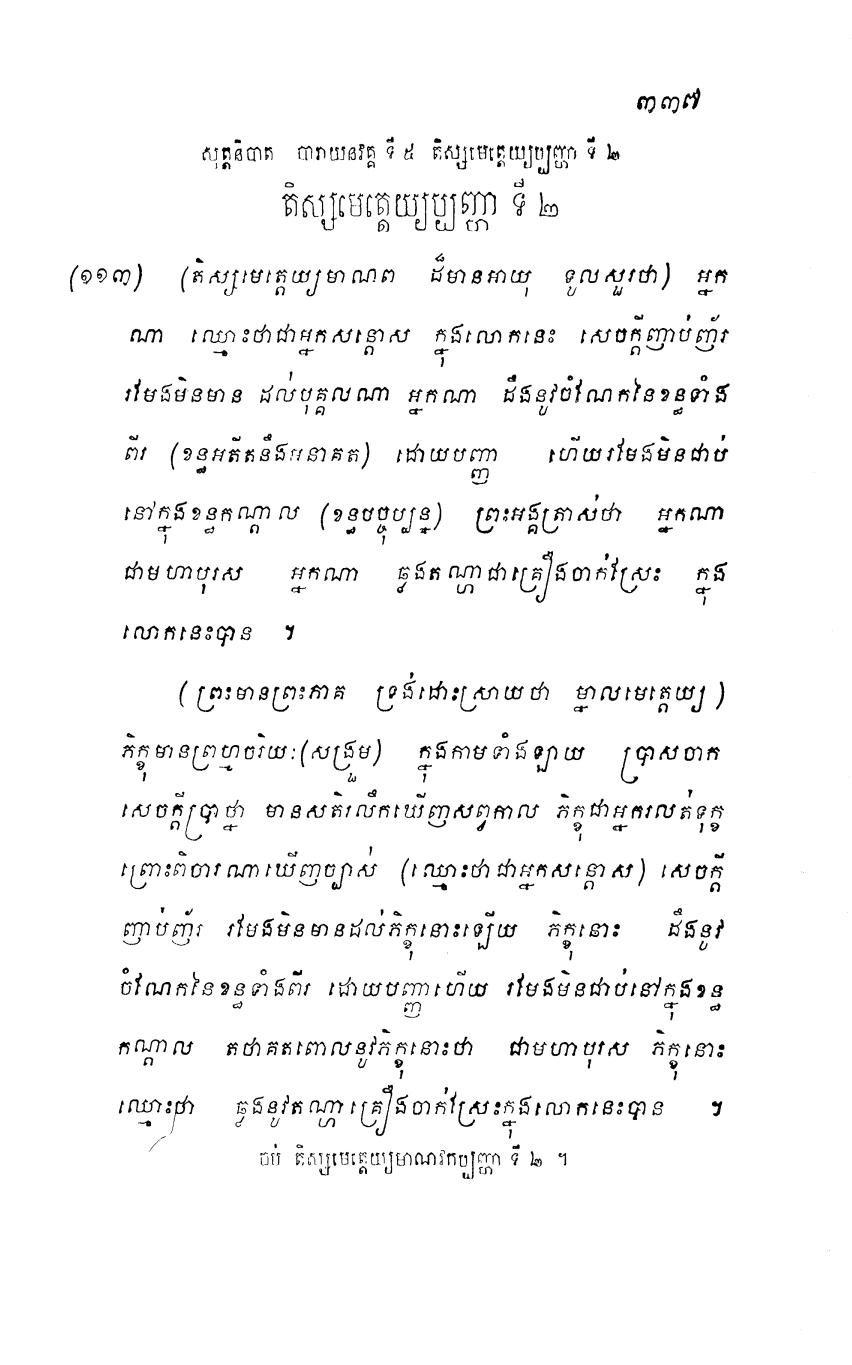 ៣៣៧
សុត្តនិបាត បារាយនវគ្គ ទី ៥ តិស្សមេត្តេយ្យប្បញ្ហា ទី ២
តិស្សមេត្តេយ្យប្បញ្ហា ទី ២
(១១៣) (តិស្សមេត្តេយ្យមាណព ដ៏មានអាយុ ទូលសួរថា) អ្នក
ណា ឈ្មោះថាជាអ្នកសន្តោស ក្នុងលោកនេះ សេចក្តីញាប់ញ័រ
រមែងមិនមាន ដល់បុគ្គលណា អ្នកណា ដឹងនូវចំណែកនៃខន្ធទាំង
ពីរ (ខន្ធអតីតនឹងអនាគត) ដោយបញ្ញា ហើយរមែងមិនជាប់
នៅក្នុងខន្ធកណ្តាល (ខន្ធបច្ចុប្បន្ន) ព្រះអង្គត្រាស់ថា អ្នកណា
ជាមហាបុរស អ្នកណា ឆ្លងតណ្ហាជាគ្រឿងចាក់ស្រែះ ក្នុង
លោកនេះបាន ។
(ព្រះមានព្រះភាគ ទ្រង់ដោះស្រាយថា ម្នាលមេត្តេយ្យ)
ភិក្ខុមានព្រហ្មចរិយៈ (សង្រួម) ក្នុងកាមទាំងឡាយ ប្រាសចាក
សេចក្តីប្រាថ្នា មានសតិរលឹកឃើញសព្វកាល ភិក្ខុជាអ្នករលត់ទុក្ខ
ព្រោះពិចារណាឃើញច្បាស់ (ឈ្មោះថាជាអ្នកសន្តោស) សេចក្តី
ញាប់ញ័រ រមែងមិនមានដល់ភិក្ខុនោះឡើយ ភិក្ខុនោះ ដឹងនូវ
ចំណែកនៃខន្ធទាំងពីរ ដោយបញ្ញាហើយ រមែងមិនជាប់នៅក្នុងខន្ធ
កណ្តាល តថាគតពោលនូវភិក្ខុនោះថា ជាមហាបុរស ភិក្ខុនោះ
ឈ្មោះថា ឆ្លងនូវតណ្ហាគ្រឿងចាក់ស្រែះក្នុងលោកនេះបាន ។
ចប់ តិស្សមេត្តេយ្យមាណវកប្បញ្ហា ទី ២ ។